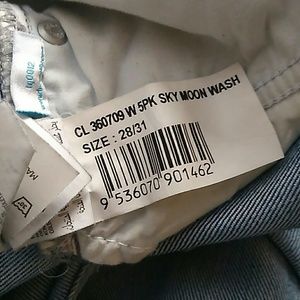 CL 360709 W 5PK SKY MOON WASH
SIZE : 28/31
9 536070 901462